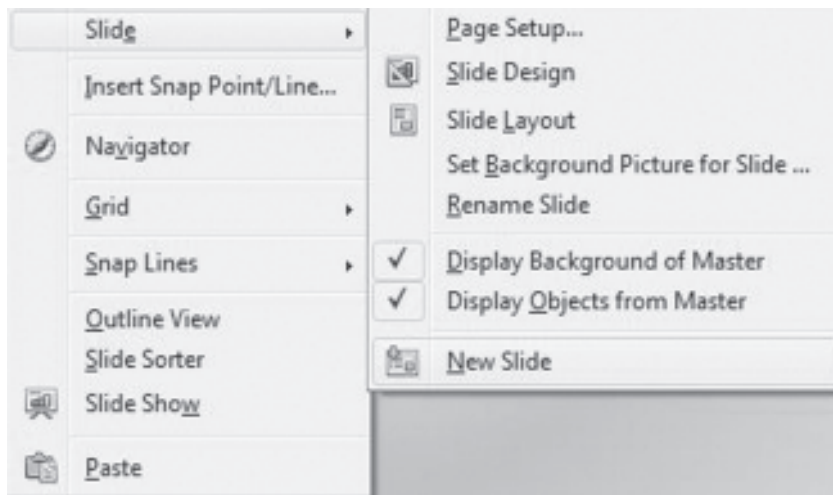 Slide
Insert Snap Point/Line...
Navigator
Grid
Snap Lines
Outline View
Slide Sorter
Slide Show
Paste
Page Setup...
Slide Design
Slide Layout
Set Background Picture for Slide ...
Rename Slide
Display Background of Master
Display Objects from Master
New Slide